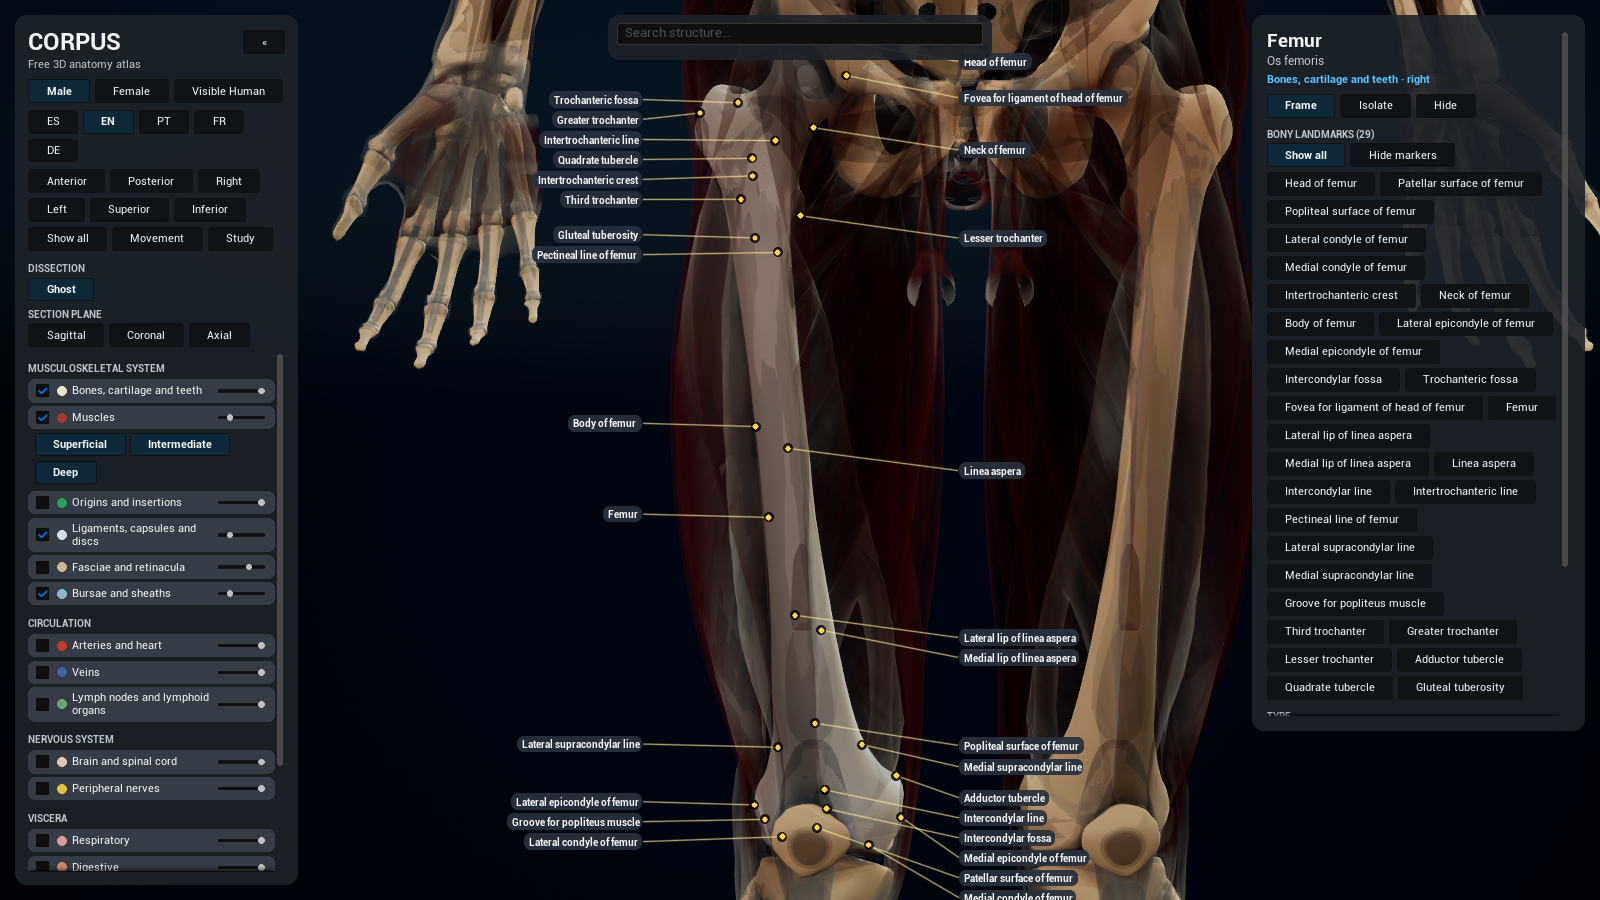 CORPUS
«
Free 3D anatomy atlas
Male
Female
Visible Human
ES
EN
PT
FR
DE
Anterior
Posterior
Right
Left
Superior
Inferior
Show all
Movement
Study
DISSECTION
Ghost
SECTION PLANE
Sagittal
Coronal
Axial
MUSCULOSKELETAL SYSTEM
Bones, cartilage and teeth
Muscles
Superficial
Intermediate
Deep
Origins and insertions
Ligaments, capsules and
discs
Fasciae and retinacula
Bursae and sheaths
CIRCULATION
Arteries and heart
Veins
Lymph nodes and lymphoid
organs
NERVOUS SYSTEM
Brain and spinal cord
Peripheral nerves
VISCERA
Respiratory
Digestive
Search structure...
Trochanteric fossa
Greater trochanter
Intertrochanteric line
Quadrate tubercle
Intertrochanteric crest
Third trochanter
Gluteal tuberosity
Pectineal line of femur
Body of femur
Femur
Lateral supracondylar line
Lateral epicondyle of femur
Groove for popliteus muscle
Lateral condyle of femur
Head of femur
Fovea for ligament of head of femur
Neck of femur
Lesser trochanter
Linea aspera
Lateral lip of linea aspera
Medial lip of linea aspera
Popliteal surface of femur
Medial supracondylar line
Adductor tubercle
Intercondylar line
Intercondylar fossa
Medial epicondyle of femur
Patellar surface of femur
Medial condyle of femur
Femur
Os femoris
Bones, cartilage and teeth · right
Frame
Isolate
Hide
BONY LANDMARKS (29)
Show all
Hide markers
Head of femur
Patellar surface of femur
Popliteal surface of femur
Lateral condyle of femur
Medial condyle of femur
Intertrochanteric crest
Neck of femur
Body of femur
Lateral epicondyle of femur
Medial epicondyle of femur
Intercondylar fossa
Trochanteric fossa
Fovea for ligament of head of femur
Femur
Lateral lip of linea aspera
Medial lip of linea aspera
Linea aspera
Intercondylar line
Intertrochanteric line
Pectineal line of femur
Lateral supracondylar line
Medial supracondylar line
Groove for popliteus muscle
Third trochanter
Greater trochanter
Lesser trochanter
Adductor tubercle
Quadrate tubercle
Gluteal tuberosity
TYPE